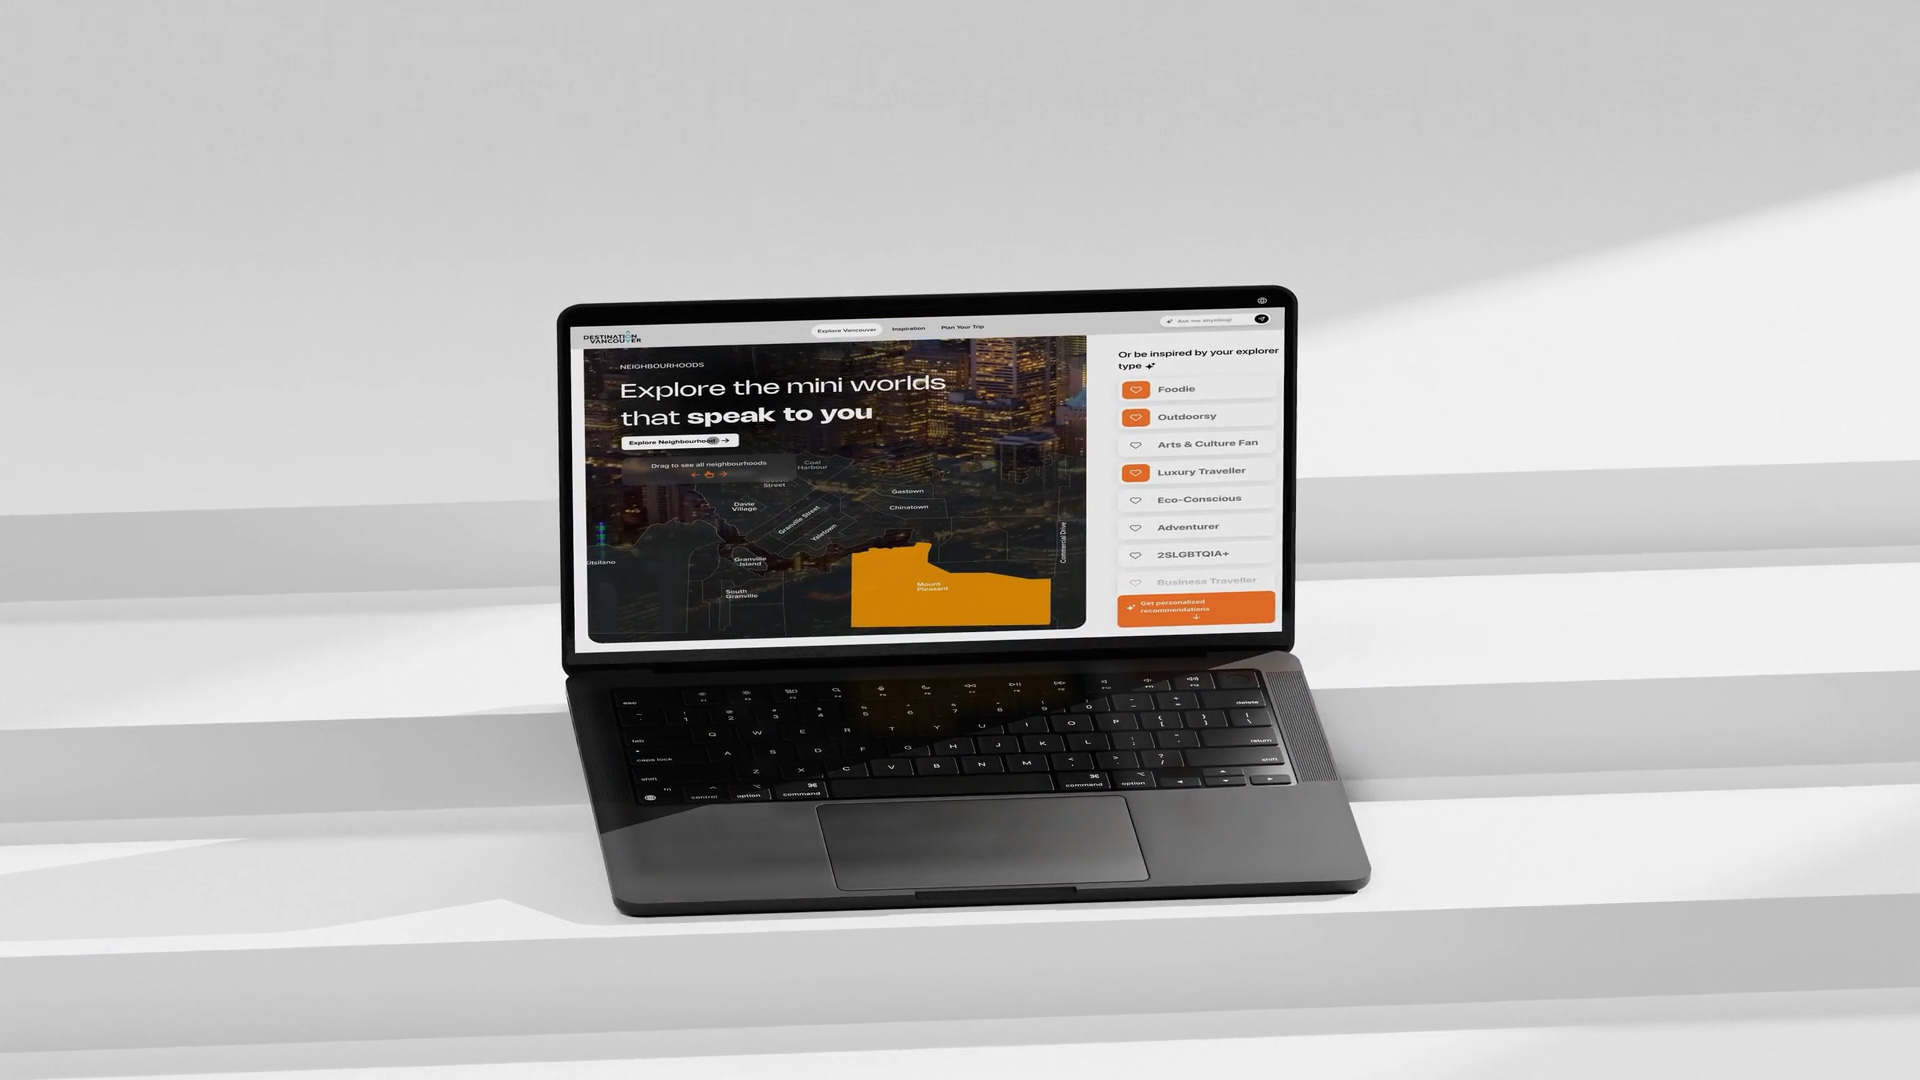 DESTINATION
VANCOUVER
Explore Vancouver
Inspiration
Plan Your Trip
Ask me anything!
NEIGHBOURHOODS
Explore the mini worlds
that speak to you
Explore Neighbourhood
Drag to see all neighbourhoods
Coal
Harbour
Street
Davie
Village
Granville Street
Yaletown
Gastown
Chinatown
Commercial Drive
Kitsilano
Granville
Island
South
Granville
Mount
Pleasant
Or be inspired by your explorer
type
Foodie
Outdoorsy
Arts & Culture Fan
Luxury Traveller
Eco-Conscious
Adventurer
2SLGBTQIA+
Business Traveller
Get personalized
recommendations
esc
delete
tab
Q W E R T Y U I O P
caps lock
A S D F G H J K L
return
shift
Z X C V B N M
shift
fn
control
option
command
command
option